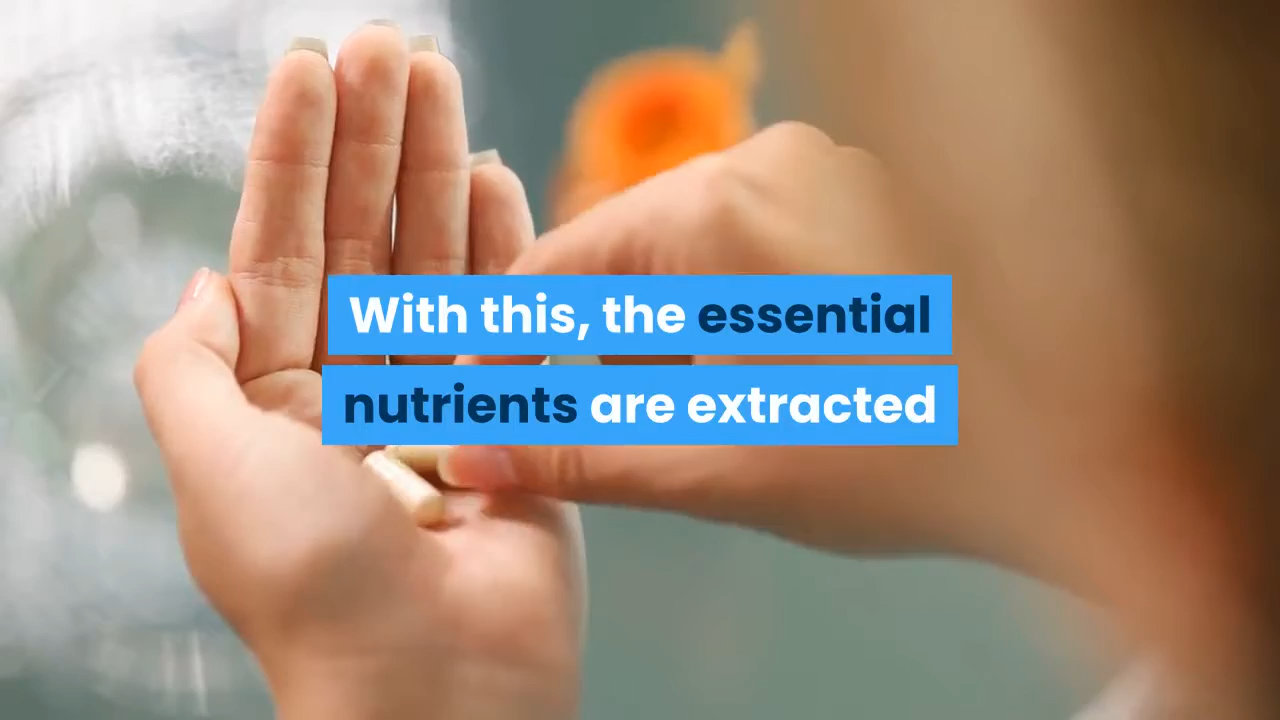 With this, the essential
nutrients are extracted